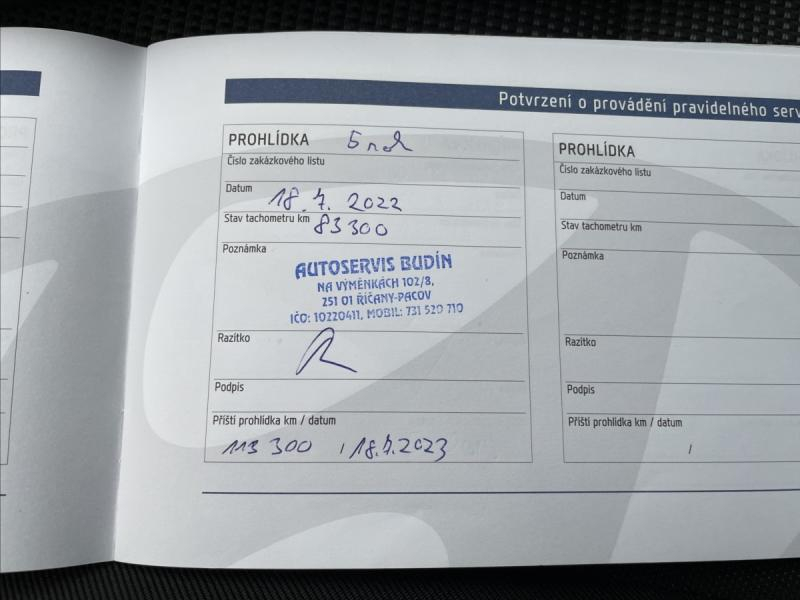 Potvrzení o provádění pravidelného serv
PROHLÍDKA
Číslo zakázkového listu
Datum 18.7.2022
Stav tachometru km 83 300
Poznámka
AUTOSERVIS BUDÍN
NA VÝMĚNKÁCH 102/8,
251 01 ŘÍČANY-PACOV
IČO: 10220411, MOBIL: 731 520 710
Razítko
Podpis
Příští prohlídka km / datum
113 300 / 18.7.2023
PROHLÍDKA
Číslo zakázkového listu
Datum
Stav tachometru km
Poznámka
Razítko
Podpis
Příští prohlídka km / datum
/